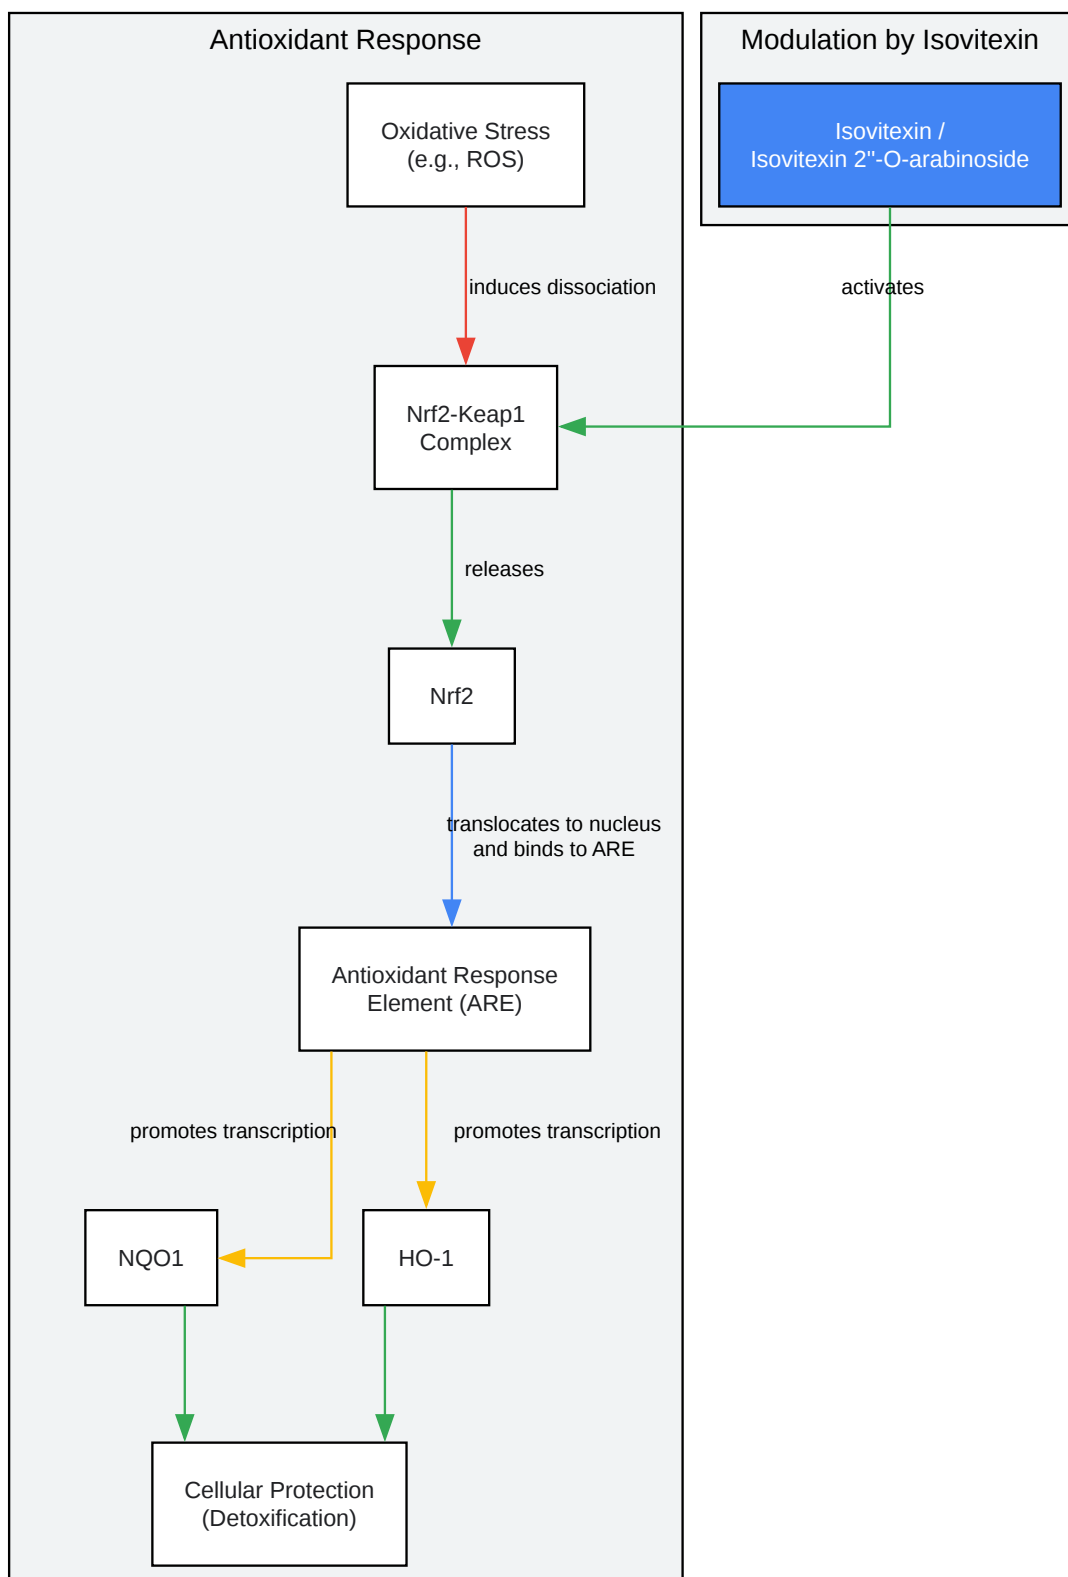 Antioxidant Response
Modulation by Isovitexin
Oxidative Stress
(e.g., ROS)
Isovitexin /
Isovitexin 2''-O-arabinoside
induces dissociation
activates
Nrf2-Keap1
Complex
releases
Nrf2
translocates to nucleus
and binds to ARE
Antioxidant Response
Element (ARE)
promotes transcription
promotes transcription
NQO1
HO-1
Cellular Protection
(Detoxification)